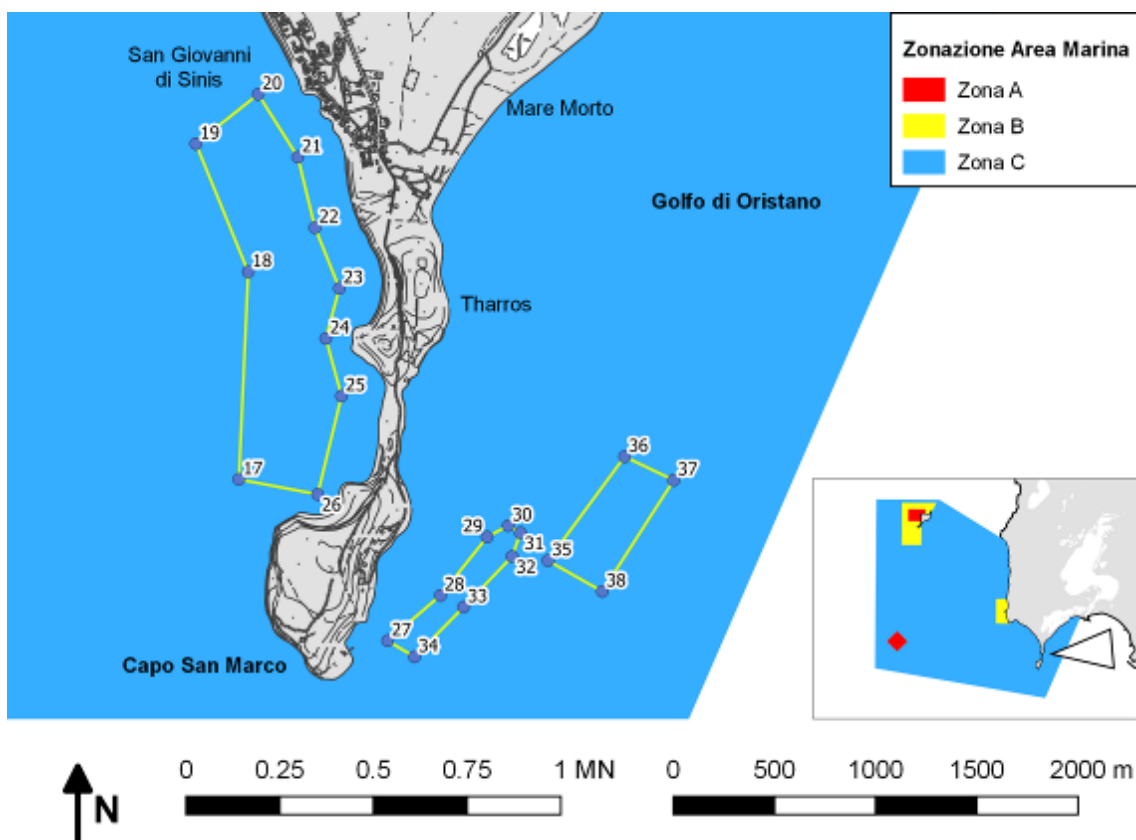 San Giovanni
di Sinis
20
19
21
22
18
23
24
25
17
26
Mare Morto
Golfo di Oristano
Tharros
36
37
30
29
31
35
32
28
38
33
27
34
Capo San Marco
Zonazione Area Marina
Zona A
Zona B
Zona C
N
0 0.25 0.5 0.75 1 MN
0 500 1000 1500 2000 m